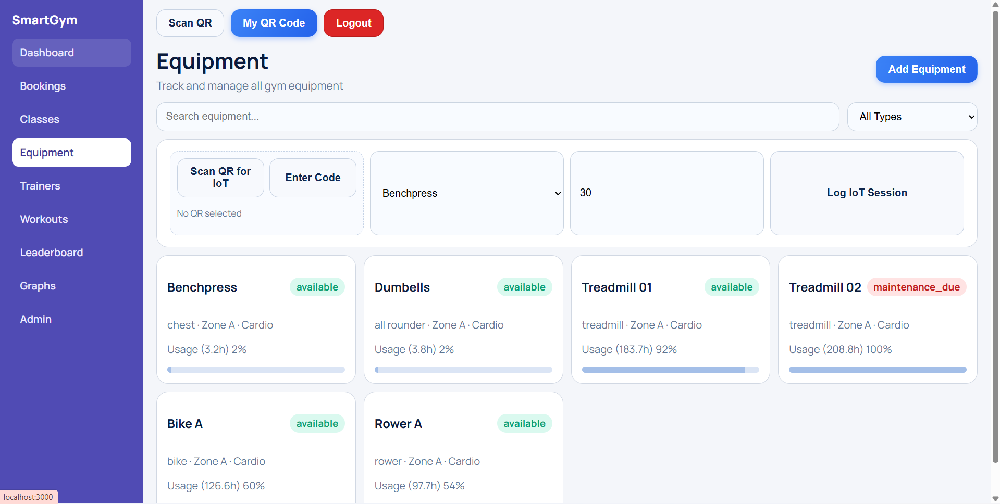 SmartGym
Dashboard
Bookings
Classes
Equipment
Trainers
Workouts
Leaderboard
Graphs
Admin
localhost:3000
Scan QR
My QR Code
Logout
Equipment
Track and manage all gym equipment
Add Equipment
Search equipment...
All Types
Scan QR for
IoT
Enter Code
No QR selected
Benchpress
30
Log IoT Session
Benchpress
available
chest · Zone A · Cardio
Usage (3.2h) 2%
Dumbells
available
all rounder · Zone A · Cardio
Usage (3.8h) 2%
Treadmill 01
available
treadmill · Zone A · Cardio
Usage (183.7h) 92%
Treadmill 02
maintenance_due
treadmill · Zone A · Cardio
Usage (208.8h) 100%
Bike A
available
bike · Zone A · Cardio
Usage (126.6h) 60%
Rower A
available
rower · Zone A · Cardio
Usage (97.7h) 54%